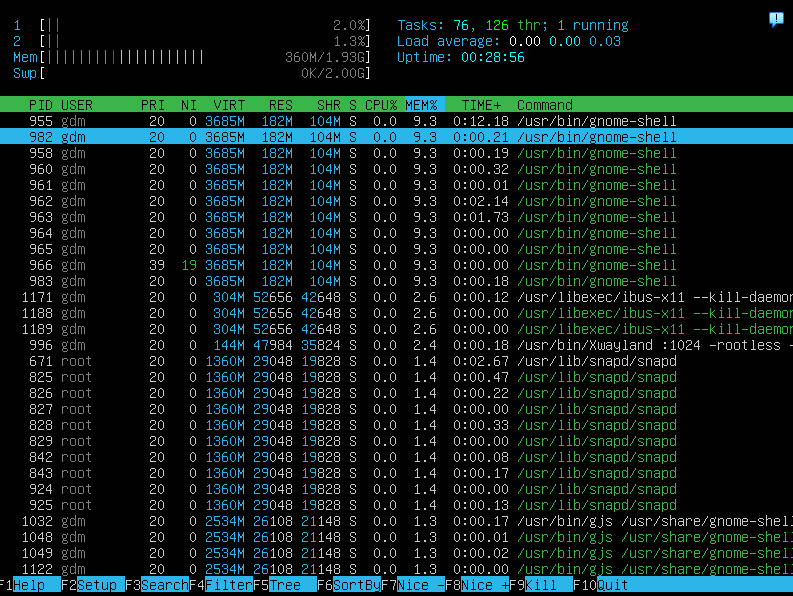 1 [|| 2.0%] Tasks: 76, 126 thr; 1 running
2 [|| 1.3%] Load average: 0.00 0.00 0.03
Mem[|||||||||||||||||||| 360M/1.93G] Uptime: 00:28:56
Swp[ 0K/2.00G]
PID USER PRI NI VIRT RES SHR S CPU% MEM% TIME+ Command
955 gdm 20 0 3685M 182M 104M S 0.0 9.3 0:12.18 /usr/bin/gnome-shell
982 gdm 20 0 3685M 182M 104M S 0.0 9.3 0:00.21 /usr/bin/gnome-shell
958 gdm 20 0 3685M 182M 104M S 0.0 9.3 0:00.19 /usr/bin/gnome-shell
960 gdm 20 0 3685M 182M 104M S 0.0 9.3 0:00.32 /usr/bin/gnome-shell
961 gdm 20 0 3685M 182M 104M S 0.0 9.3 0:00.01 /usr/bin/gnome-shell
962 gdm 20 0 3685M 182M 104M S 0.0 9.3 0:02.14 /usr/bin/gnome-shell
963 gdm 20 0 3685M 182M 104M S 0.0 9.3 0:01.73 /usr/bin/gnome-shell
964 gdm 20 0 3685M 182M 104M S 0.0 9.3 0:00.00 /usr/bin/gnome-shell
965 gdm 20 0 3685M 182M 104M S 0.0 9.3 0:00.00 /usr/bin/gnome-shell
966 gdm 39 19 3685M 182M 104M S 0.0 9.3 0:00.00 /usr/bin/gnome-shell
983 gdm 20 0 3685M 182M 104M S 0.0 9.3 0:00.18 /usr/bin/gnome-shell
1171 gdm 20 0 304M 52656 42648 S 0.0 2.6 0:00.12 /usr/libexec/ibus-x11 --kill-daemon
1188 gdm 20 0 304M 52656 42648 S 0.0 2.6 0:00.00 /usr/libexec/ibus-x11 --kill-daemon
1189 gdm 20 0 304M 52656 42648 S 0.0 2.6 0:00.00 /usr/libexec/ibus-x11 --kill-daemon
996 gdm 20 0 144M 47984 35824 S 0.0 2.4 0:00.18 /usr/bin/Xwayland :1024 -rootless -
671 root 20 0 1360M 29048 19828 S 0.0 1.4 0:02.67 /usr/lib/snapd/snapd
825 root 20 0 1360M 29048 19828 S 0.0 1.4 0:00.47 /usr/lib/snapd/snapd
826 root 20 0 1360M 29048 19828 S 0.0 1.4 0:00.22 /usr/lib/snapd/snapd
827 root 20 0 1360M 29048 19828 S 0.0 1.4 0:00.00 /usr/lib/snapd/snapd
828 root 20 0 1360M 29048 19828 S 0.0 1.4 0:00.33 /usr/lib/snapd/snapd
829 root 20 0 1360M 29048 19828 S 0.0 1.4 0:00.00 /usr/lib/snapd/snapd
842 root 20 0 1360M 29048 19828 S 0.0 1.4 0:00.08 /usr/lib/snapd/snapd
843 root 20 0 1360M 29048 19828 S 0.0 1.4 0:00.17 /usr/lib/snapd/snapd
924 root 20 0 1360M 29048 19828 S 0.0 1.4 0:00.00 /usr/lib/snapd/snapd
925 root 20 0 1360M 29048 19828 S 0.0 1.4 0:00.13 /usr/lib/snapd/snapd
1032 gdm 20 0 2534M 26108 21148 S 0.0 1.3 0:00.17 /usr/bin/gjs /usr/share/gnome-shell
1048 gdm 20 0 2534M 26108 21148 S 0.0 1.3 0:00.01 /usr/bin/gjs /usr/share/gnome-shell
1049 gdm 20 0 2534M 26108 21148 S 0.0 1.3 0:00.02 /usr/bin/gjs /usr/share/gnome-shell
1122 gdm 20 0 2534M 26108 21148 S 0.0 1.3 0:00.00 /usr/bin/gjs /usr/share/gnome-shell
F1Help F2Setup F3SearchF4FilterF5Tree F6SortByF7Nice -F8Nice +F9Kill F10Quit